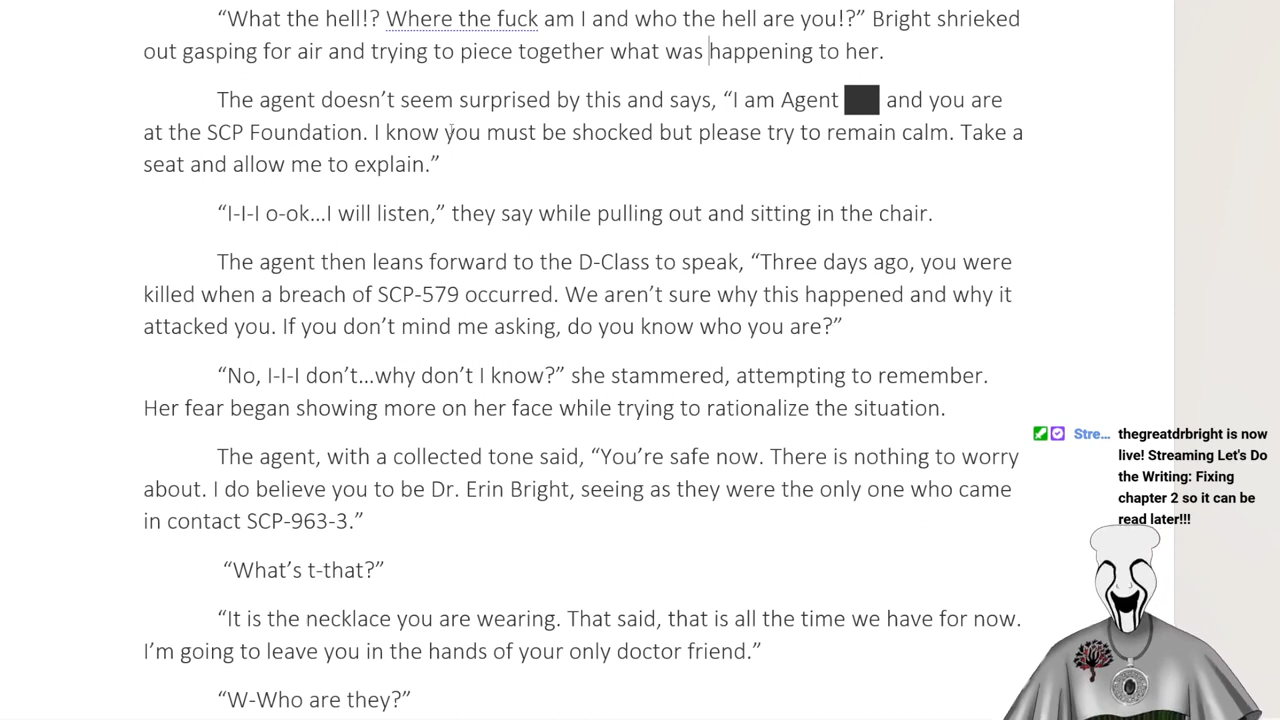 “What the hell!? Where the fuck am I and who the hell are you!?” Bright shrieked
out gasping for air and trying to piece together what was happening to her.
The agent doesn’t seem surprised by this and says, “I am Agent and you are
at the SCP Foundation. I know you must be shocked but please try to remain calm. Take a
seat and allow me to explain.”
“I-I-I o-ok…I will listen,” they say while pulling out and sitting in the chair.
The agent then leans forward to the D-Class to speak, “Three days ago, you were
killed when a breach of SCP-579 occurred. We aren’t sure why this happened and why it
attacked you. If you don’t mind me asking, do you know who you are?”
“No, I-I-I don’t…why don’t I know?” she stammered, attempting to remember.
Her fear began showing more on her face while trying to rationalize the situation.
The agent, with a collected tone said, “You’re safe now. There is nothing to worry
about. I do believe you to be Dr. Erin Bright, seeing as they were the only one who came
in contact SCP-963-3.”
“What’s t-that?”
“It is the necklace you are wearing. That said, that is all the time we have for now.
I’m going to leave you in the hands of your only doctor friend.”
“W-Who are they?”
Stre... thegreatdrbright is now
live! Streaming Let's Do
the Writing: Fixing
chapter 2 so it can be
read later!!!